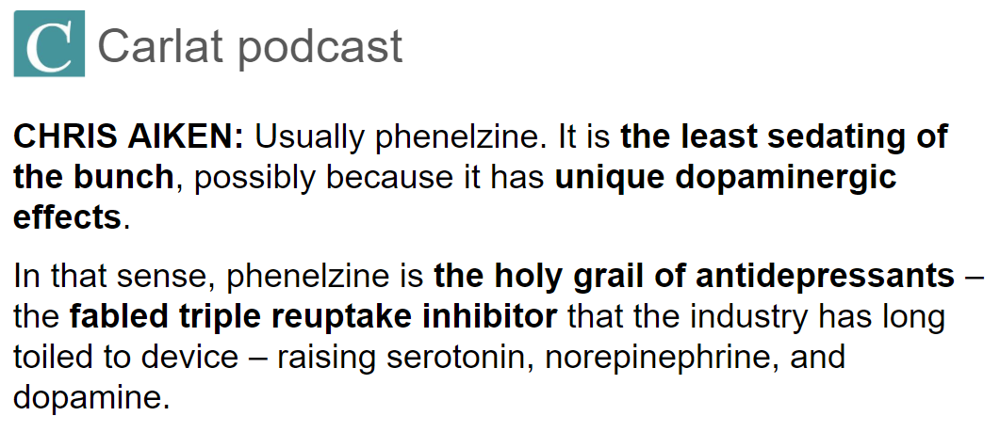 C Carlat podcast
CHRIS AIKEN: Usually phenelzine. It is the least sedating of
the bunch, possibly because it has unique dopaminergic
effects.
In that sense, phenelzine is the holy grail of antidepressants –
the fabled triple reuptake inhibitor that the industry has long
toiled to device – raising serotonin, norepinephrine, and
dopamine.